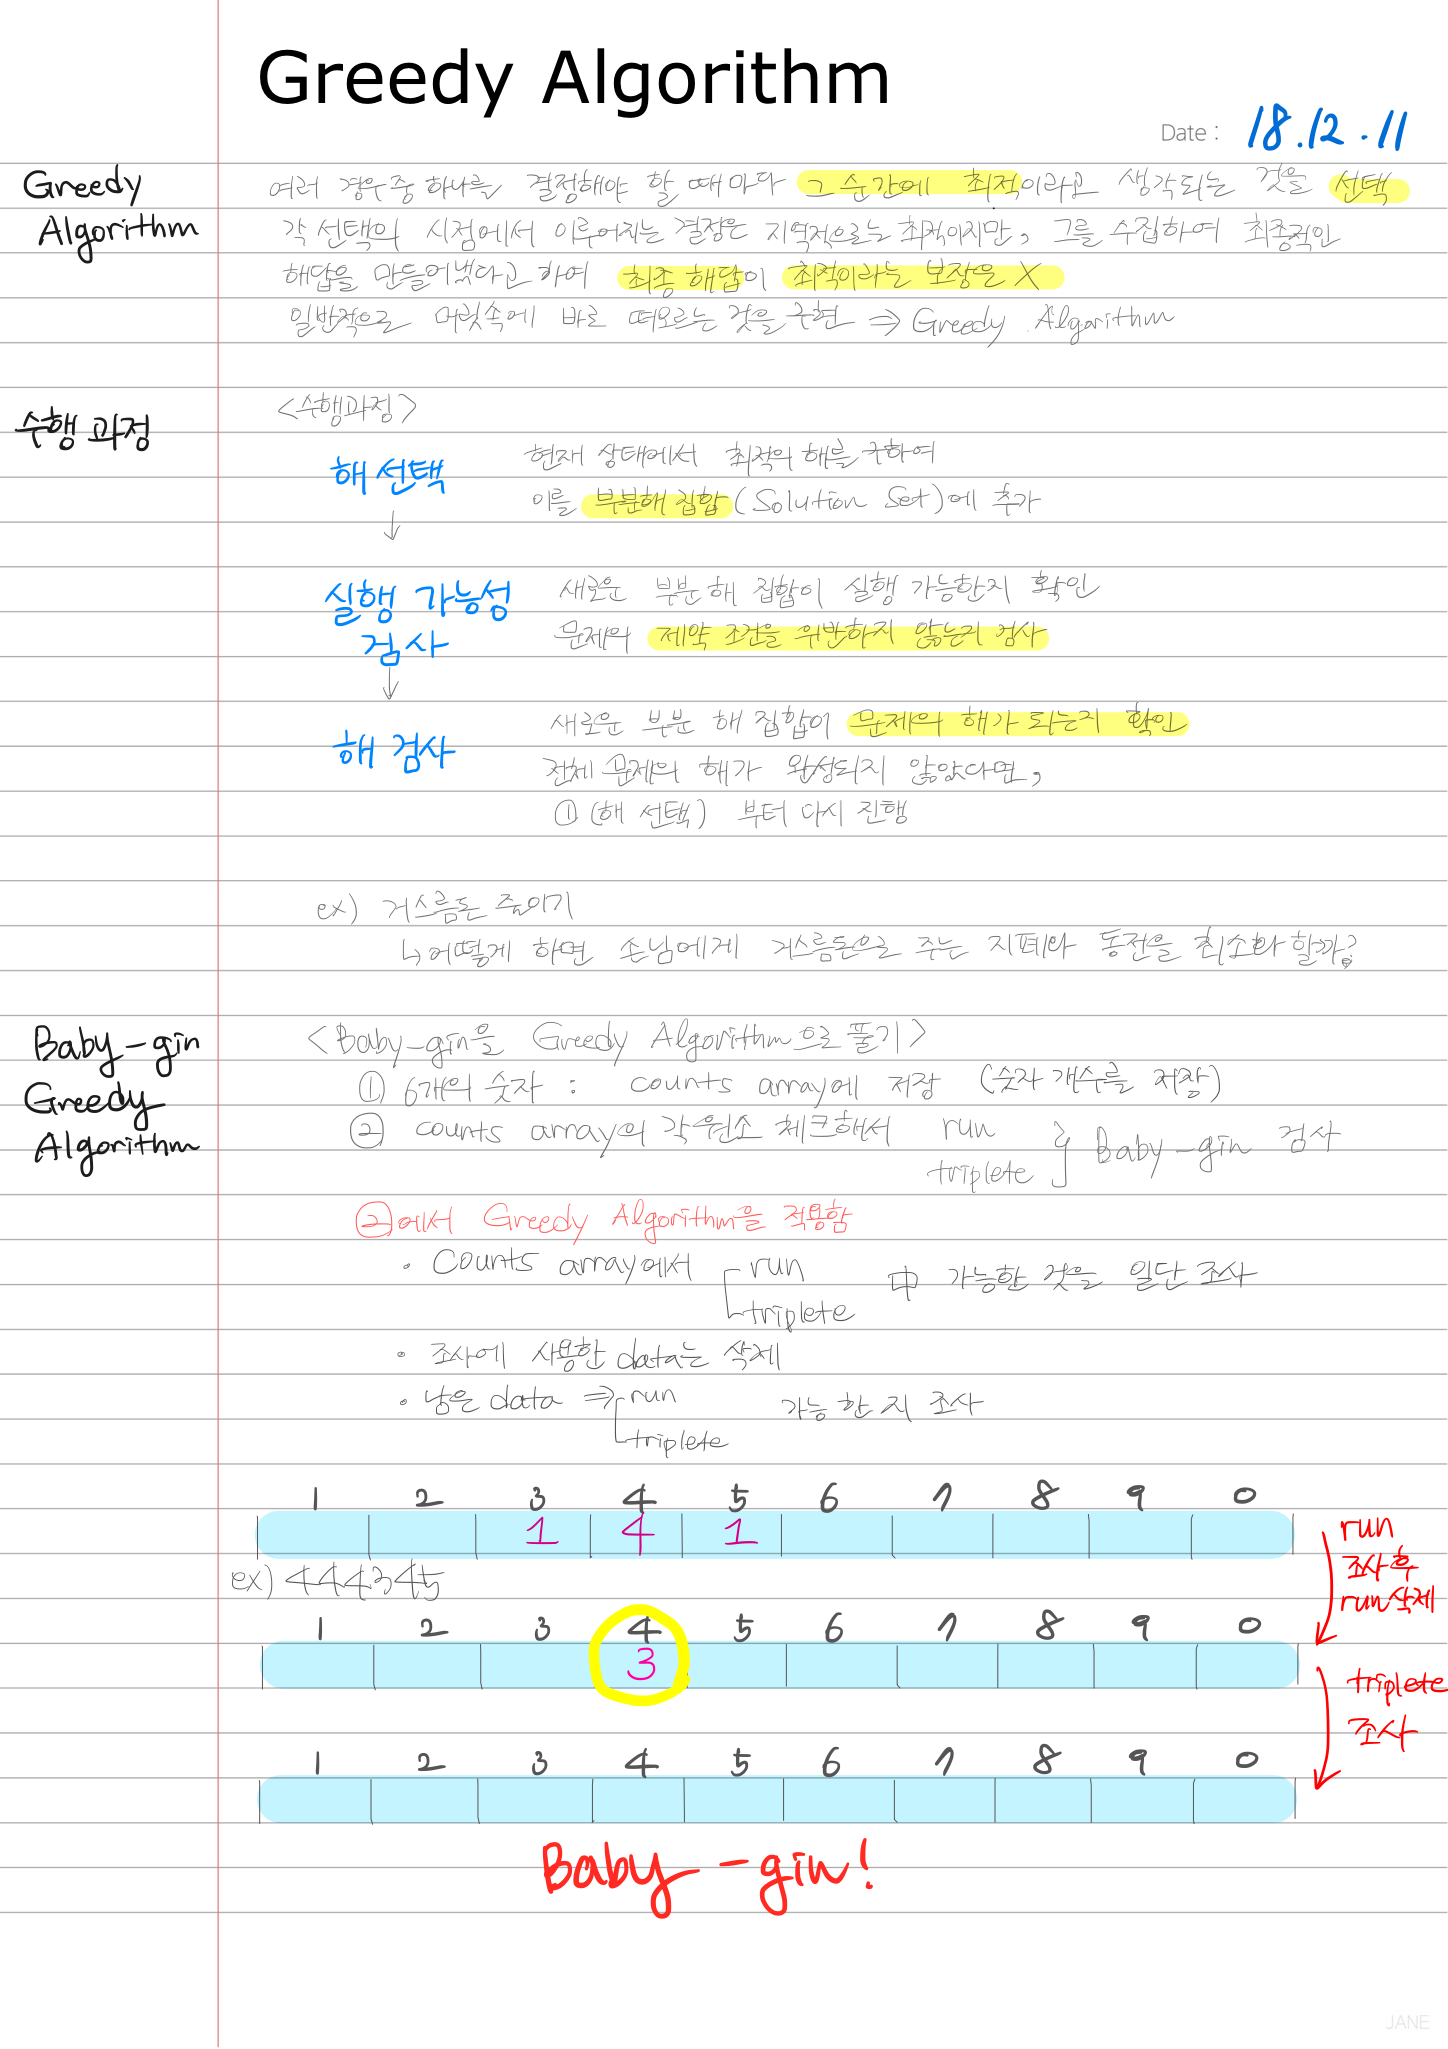 Greedy Algorithm
Date : 18.12.11
Greedy
Algorithm
여러 경우중 하나를 결정해야 할 때마다 그 순간에 최적이라고 생각되는 것을 선택
각 선택의 시점에서 이루어지는 결정은 지역적으로는 최적이지만, 그를 수집하여 최종적인
해답을 만들어냈다고 하여 최종 해답이 최적이라는 보장은 X
일반적으로 머릿속에 바로 떠오르는 것을 구현 ⇒ Greedy Algorithm
수행 과정
<수행과정>
해 선택
현재 상태에서 최적의 해를 구하여
이를 부분해 집합 (Solution Set)에 추가
↓
실행 가능성
검사
새로운 부분 해 집합이 실행 가능한지 확인
문제의 제약 조건을 위반하지 않는지 검사
↓
해 검사
새로운 부분 해 집합이 문제의 해가 되는지 확인
전체 문제의 해가 완성되지 않았다면,
① (해 선택) 부터 다시 진행
ex) 거스름돈 줄이기
↳ 어떻게 하면 손님에게 거스름돈으로 주는 지폐와 동전을 최소화 할까?
Baby-gin
Greedy
Algorithm
<Baby-gin을 Greedy Algorithm으로 풀기>
① 6개의 숫자 : counts array에 저장 (숫자 개수를 저장)
② counts array의 각 원소 체크해서 run
triplete } Baby-gin 검사
②에서 Greedy Algorithm을 적용함
· Counts array에서 run
triplete 中 가능한 것을 일단 조사
· 조사에 사용한 data는 삭제
· 남은 data ⇒ run
triplete 가능한지 조사
1 2 3 4 5 6 7 8 9 0
1 4 1
run
조사 후
run 삭제
ex) 444345
1 2 3 4 5 6 7 8 9 0
3
triplete
조사
1 2 3 4 5 6 7 8 9 0
Baby-gin!
JANE